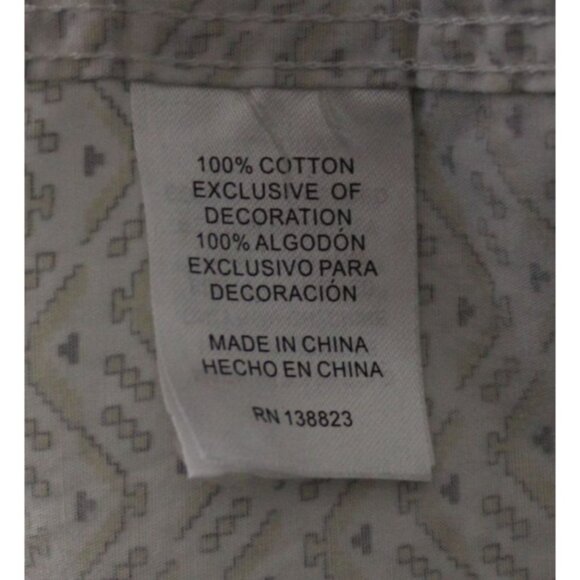 100% COTTON
EXCLUSIVE OF
DECORATION
100% ALGODÓN
EXCLUSIVO PARA
DECORACIÓN
MADE IN CHINA
HECHO EN CHINA
RN 138823